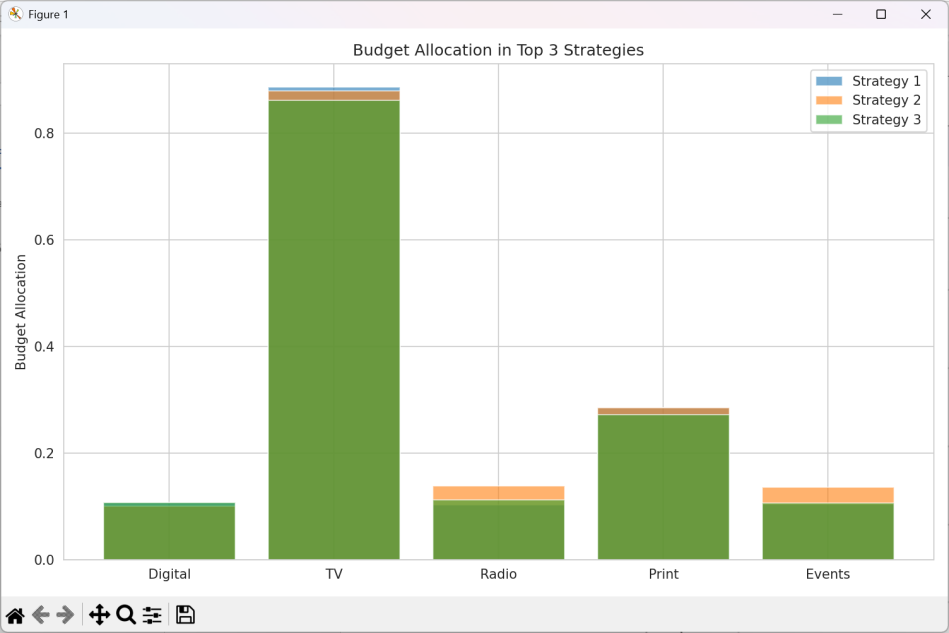 Figure 1
Budget Allocation in Top 3 Strategies
Strategy 1
Strategy 2
Strategy 3
Budget Allocation
0.8
0.6
0.4
0.2
0.0
Digital TV Radio Print Events